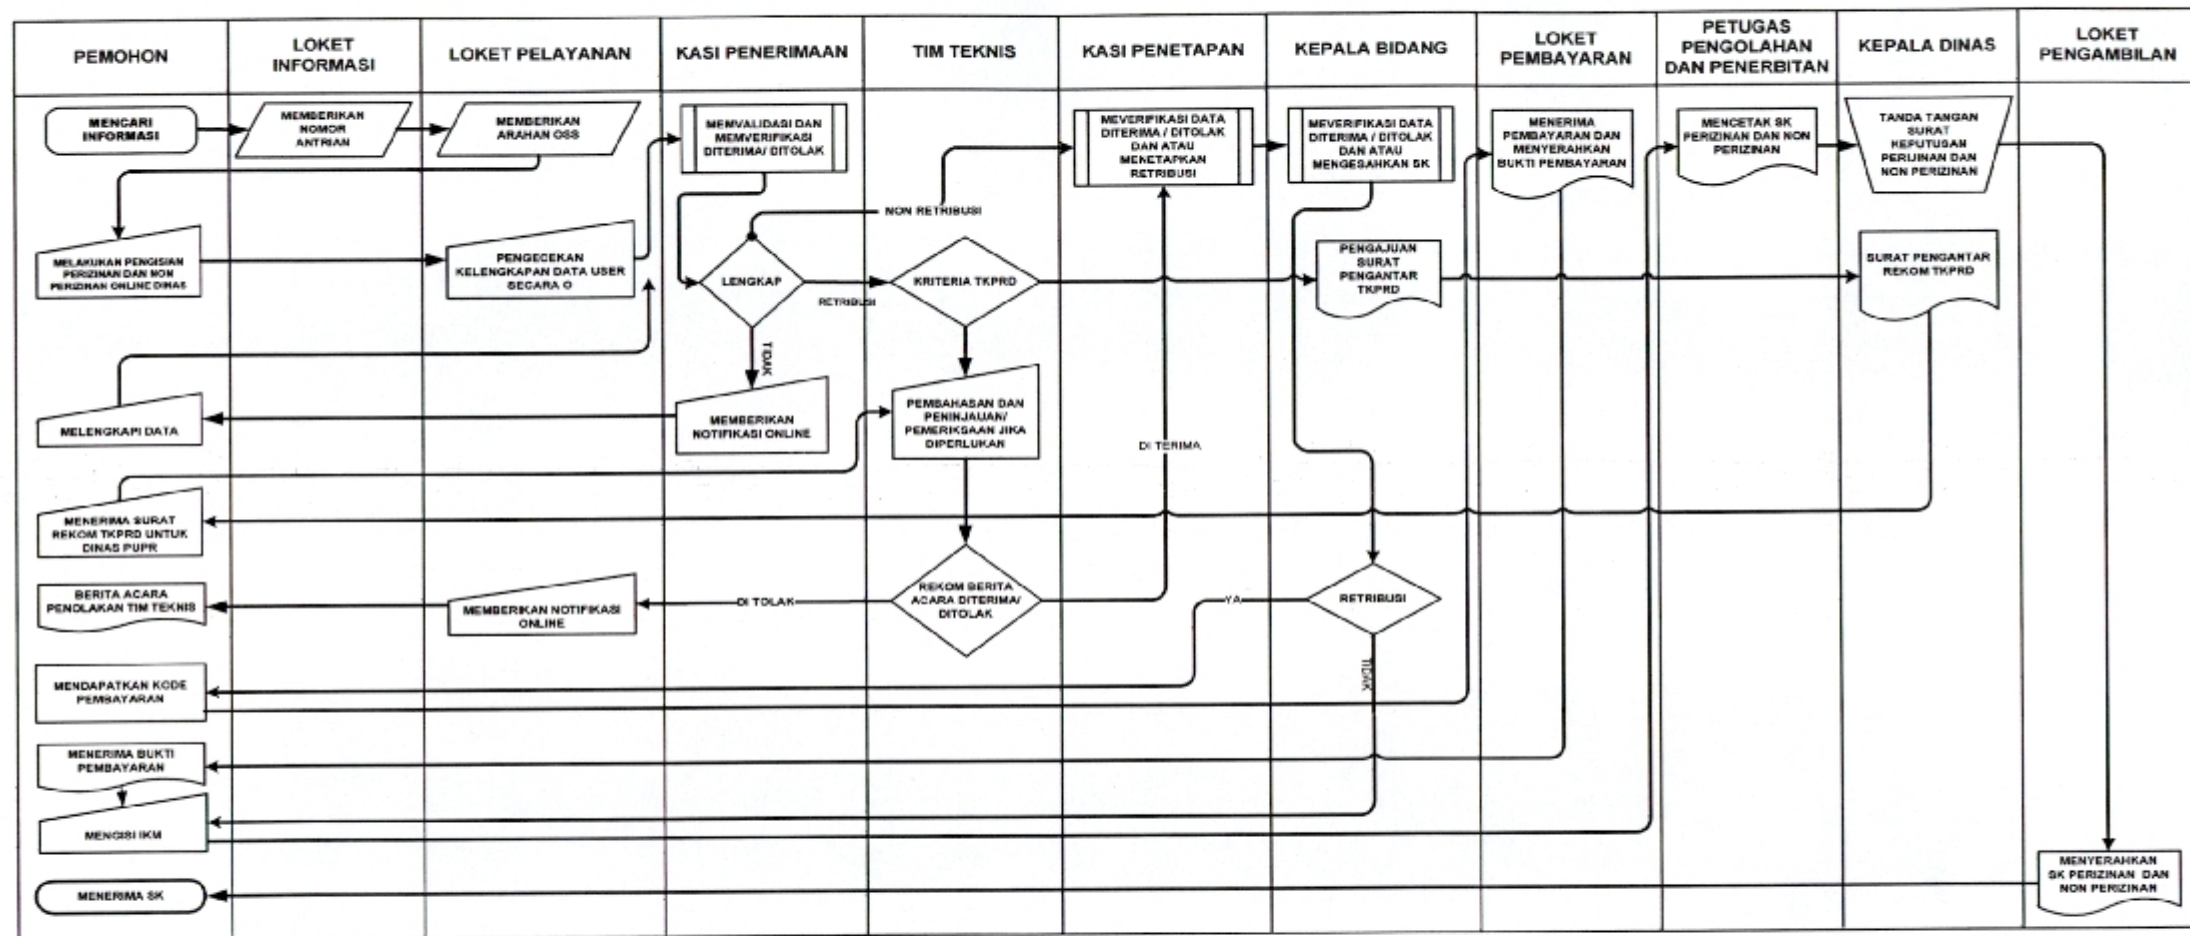 PEMOHON
LOKET
INFORMASI
LOKET PELAYANAN
KASI PENERIMAAN
TIM TEKNIS
KASI PENETAPAN
KEPALA BIDANG
LOKET
PEMBAYARAN
PETUGAS
PENGOLAHAN
DAN PENERBITAN
KEPALA DINAS
LOKET
PENGAMBILAN
MENCARI
INFORMASI
MEMBERIKAN
NOMOR
ANTRIAN
MEMBERIKAN
ARAHAN OSS
MEMVALIDASI DAN
MEMVERIFIKASI
DITERIMA/ DITOLAK
MEVERIFIKASI DATA
DITERIMA / DITOLAK
DAN ATAU
MENETAPKAN
RETRIBUSI
MEVERIFIKASI DATA
DITERIMA / DITOLAK
DAN ATAU
MENGESAHKAN SK
MENERIMA
PEMBAYARAN DAN
MENYERAHKAN
BUKTI PEMBAYARAN
MENCETAK SK
PERIZINAN DAN NON
PERIZINAN
TANDA TANGAN
SURAT
KEPUTUSAN
PERIJINAN DAN
NON PERIZINAN
NON RETRIBUSI
MELAKUKAN PENGISIAN
PERIZINAN DAN NON
PERIZINAN ONLINE DINAS
PENGECEKAN
KELENGKAPAN DATA USER
SECARA O
LENGKAP
RETRIBUSI
KRITERIA TKPRD
PENGAJUAN
SURAT
PENGANTAR
TKPRD
SURAT PENGANTAR
REKOM TKPRD
TIDAK
MELENGKAPI DATA
MEMBERIKAN
NOTIFIKASI ONLINE
PEMBAHASAN DAN
PENINJAUAN/
PEMERIKSAAN JIKA
DIPERLUKAN
DI TERIMA
MENERIMA SURAT
REKOM TKPRD UNTUK
DINAS PUPR
BERITA ACARA
PENOLAKAN TIM TEKNIS
MEMBERIKAN NOTIFIKASI
ONLINE
DI TOLAK
REKOM BERITA
ACARA DITERIMA/
DITOLAK
YA
RETRIBUSI
TIDAK
MENDAPATKAN KODE
PEMBAYARAN
MENERIMA BUKTI
PEMBAYARAN
MENGISI IKM
MENYERAHKAN
SK PERIZINAN DAN
NON PERIZINAN
MENERIMA SK